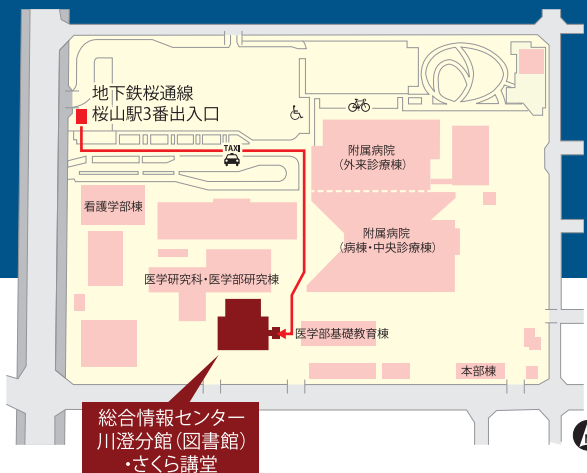 地下鉄桜通線
桜山駅3番出入口
TAXI
附属病院
(外来診療棟)
看護学部棟
附属病院
(病棟・中央診療棟)
医学研究科・医学部研究棟
医学部基礎教育棟
本部棟
総合情報センター
川澄分館(図書館)
・さくら講堂